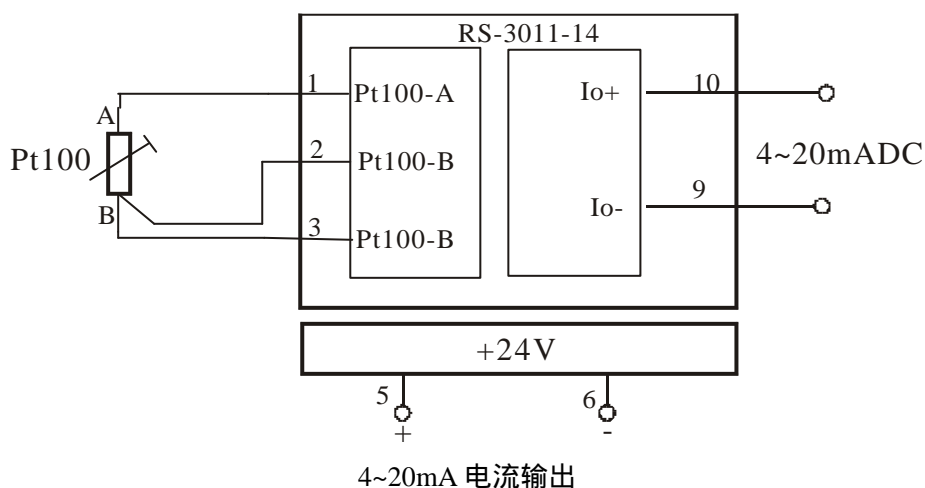 RS-3011-14
1
Pt100-A
Io+
10
A
Pt100
2
Pt100-B
4~20mADC
B
3
Pt100-B
Io-
9
+24V
5
6
+
-
4~20mA 电流输出